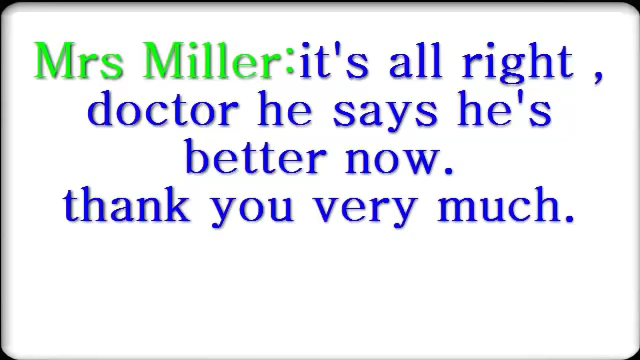 Mrs Miller:it's all right ,
doctor he says he's
better now.
thank you very much.